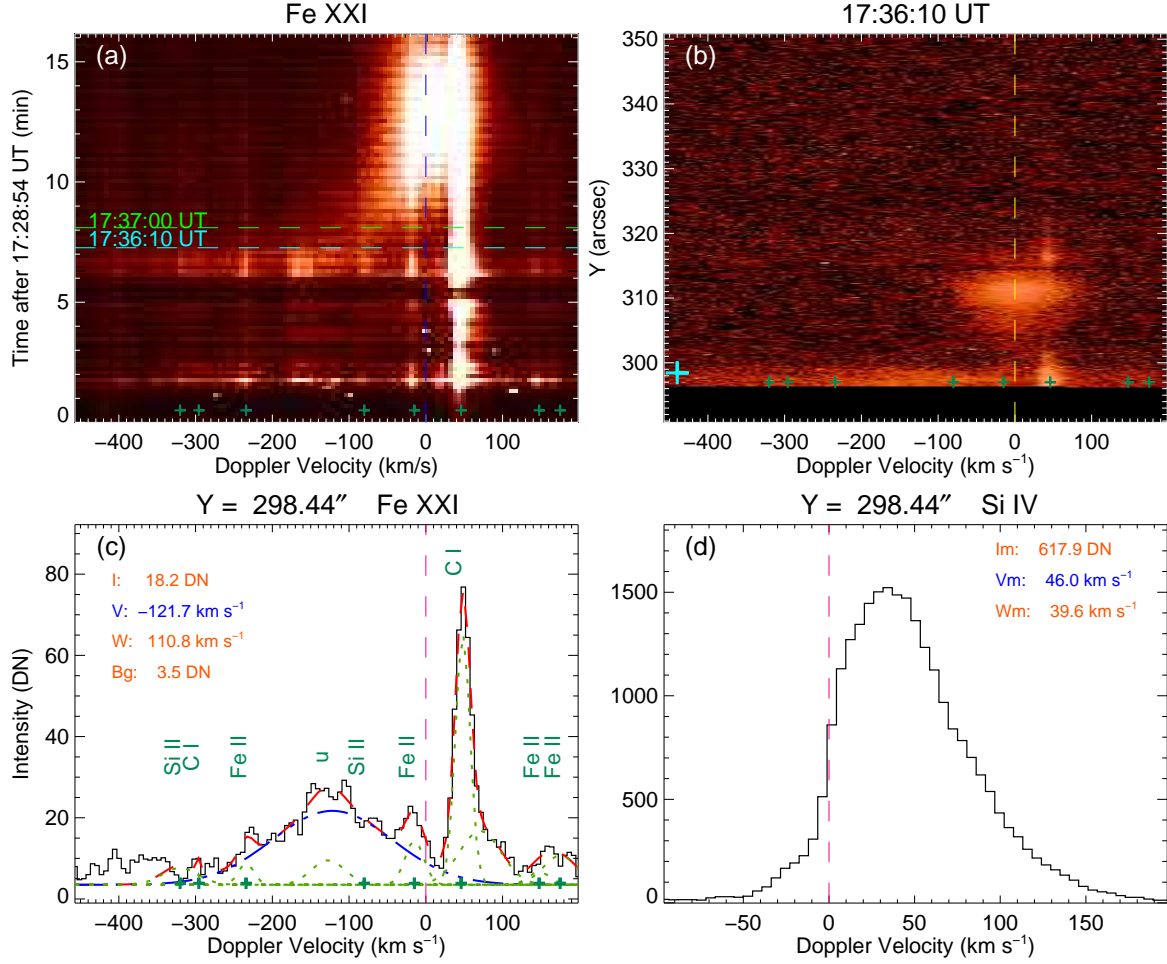 Fe XXI
(a)
15
10
5
0
Time after 17:28:54 UT (min)
17:37:00 UT
17:36:10 UT
−400 −300 −200 −100 0 100
Doppler Velocity (km/s)
17:36:10 UT
(b)
350
340
330
320
310
300
Y (arcsec)
−400 −300 −200 −100 0 100
Doppler Velocity (km s⁻¹)
Y = 298.44″ Fe XXI
(c)
80
60
40
20
0
Intensity (DN)
I: 18.2 DN
V: −121.7 km s⁻¹
W: 110.8 km s⁻¹
Bg: 3.5 DN
Si II
C I
Fe II
u
Si II
Fe II
C I
Fe II
Fe II
−400 −300 −200 −100 0 100
Doppler Velocity (km s⁻¹)
Y = 298.44″ Si IV
(d)
1500
1000
500
0
Im: 617.9 DN
Vm: 46.0 km s⁻¹
Wm: 39.6 km s⁻¹
−50 0 50 100 150
Doppler Velocity (km s⁻¹)